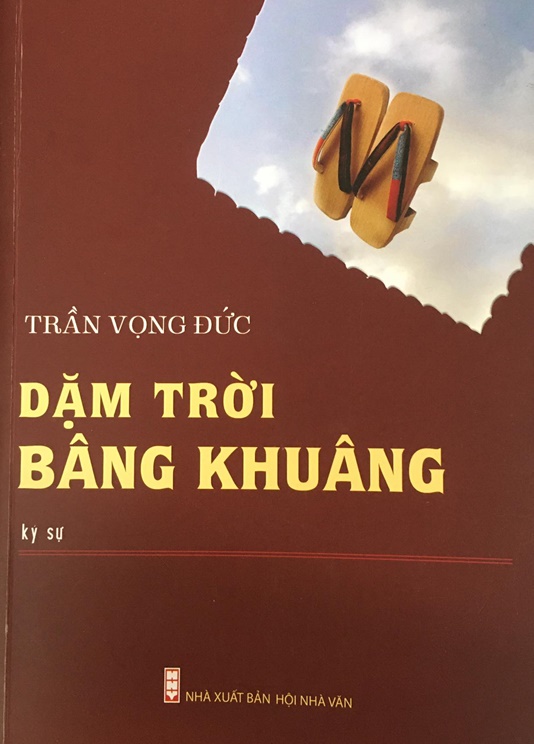 TRẦN VỌNG ĐỨC
DẶM TRỜI
BÂNG KHUÂNG
ký sự
NHÀ XUẤT BẢN HỘI NHÀ VĂN